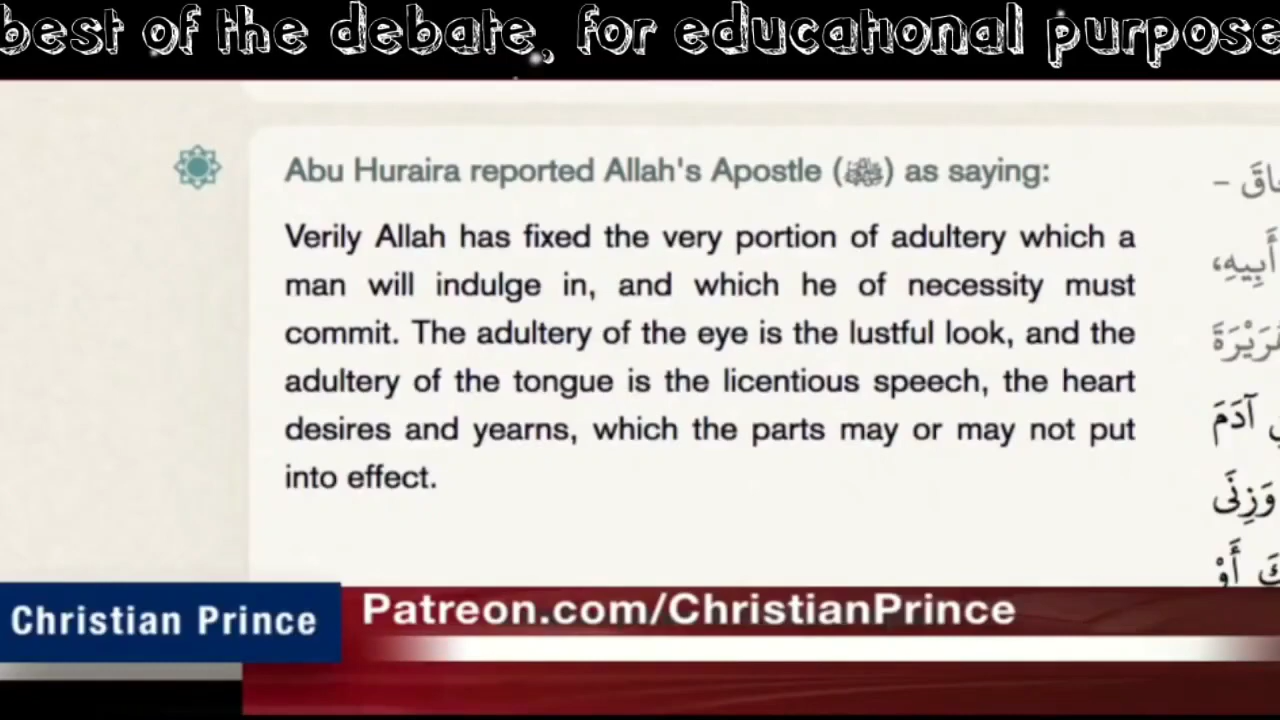 best of the debate, for educational purpose
Abu Huraira reported Allah's Apostle (ﷺ) as saying:
Verily Allah has fixed the very portion of adultery which a
man will indulge in, and which he of necessity must
commit. The adultery of the eye is the lustful look, and the
adultery of the tongue is the licentious speech, the heart
desires and yearns, which the parts may or may not put
into effect.
أَبِيهِ،
آدَمَ
وَزِنَى
أَوْ
Christian Prince
Patreon.com/ChristianPrince